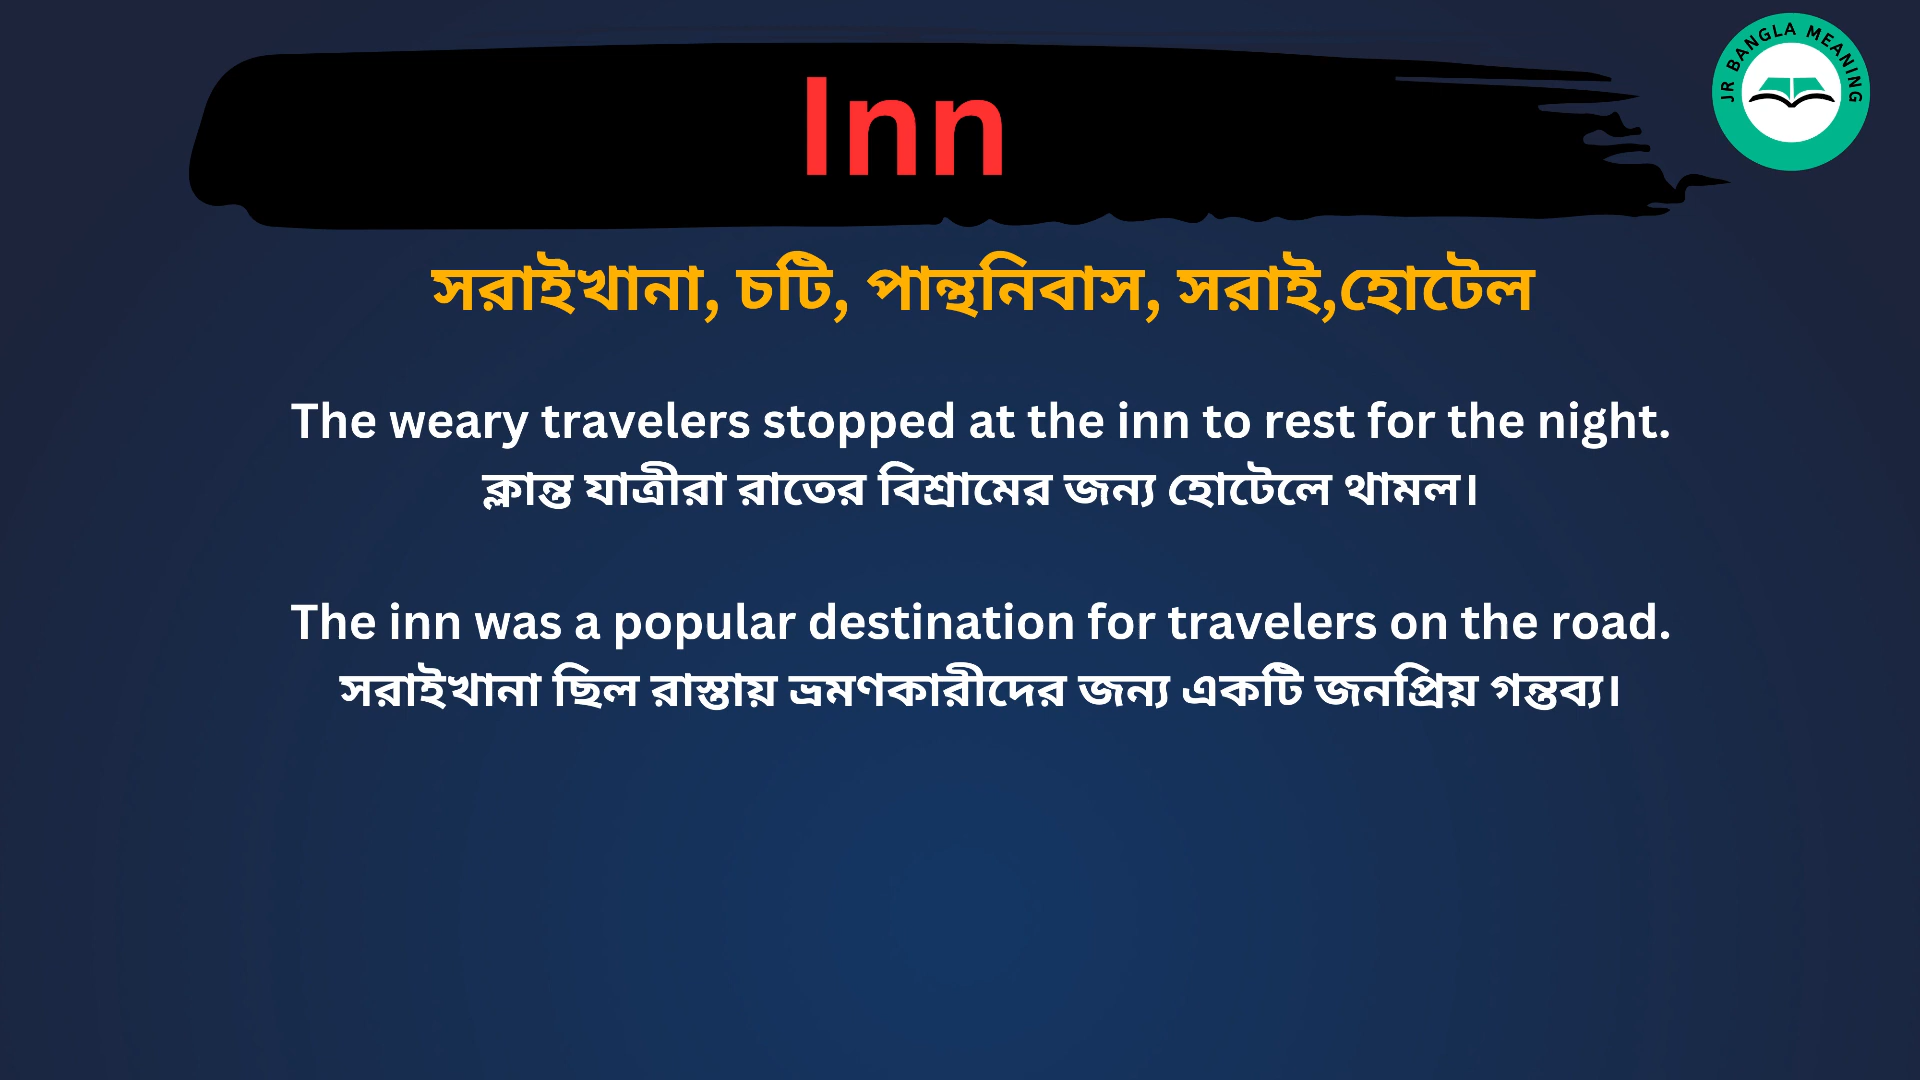 JR BANGLA MEANING
Inn
সরাইখানা, চটি, পান্থনিবাস, সরাই,হোটেল
The weary travelers stopped at the inn to rest for the night.
ক্লান্ত যাত্রীরা রাতের বিশ্রামের জন্য হোটেলে থামল।
The inn was a popular destination for travelers on the road.
সরাইখানা ছিল রাস্তায় ভ্রমণকারীদের জন্য একটি জনপ্রিয় গন্তব্য।